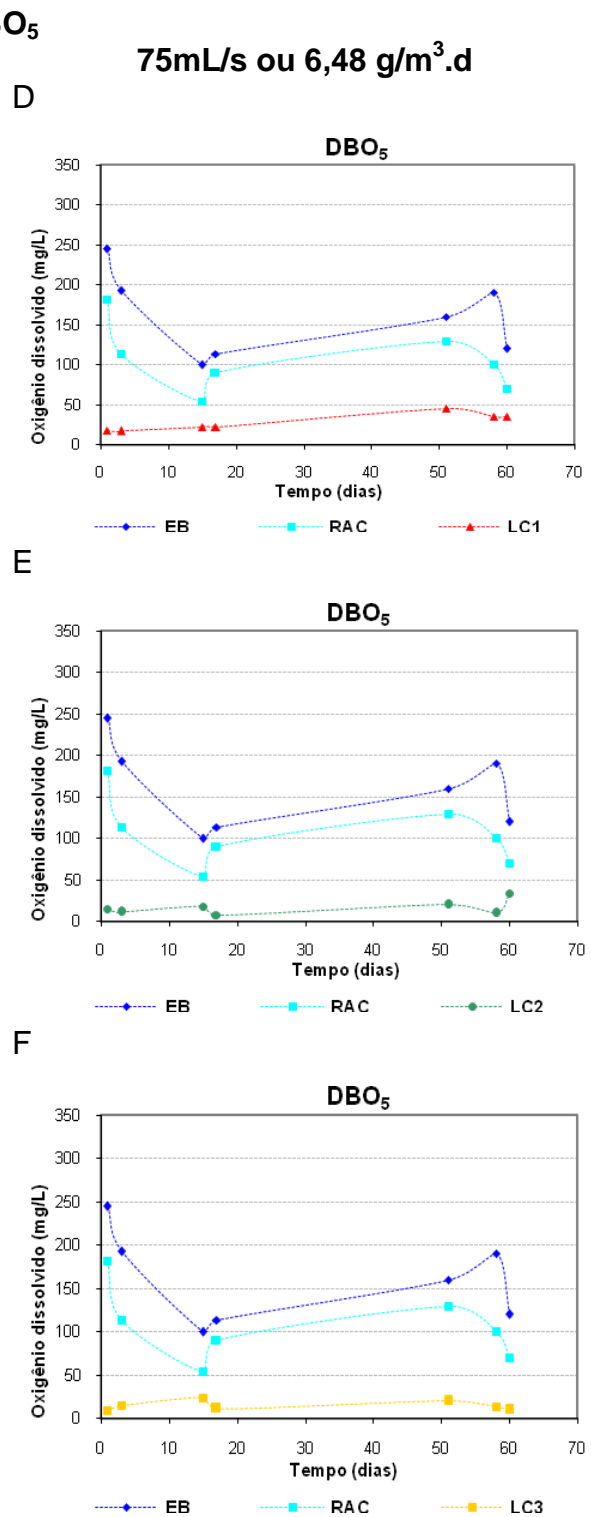 BO₅
75mL/s ou 6,48 g/m³.d
D
DBO₅
Oxigênio dissolvido (mg/L)
350
300
250
200
150
100
50
0
0 10 20 30 40 50 60 70
Tempo (dias)
EB RAC LC1
E
DBO₅
Oxigênio dissolvido (mg/L)
350
300
250
200
150
100
50
0
0 10 20 30 40 50 60 70
Tempo (dias)
EB RAC LC2
F
DBO₅
Oxigênio dissolvido (mg/L)
350
300
250
200
150
100
50
0
0 10 20 30 40 50 60 70
Tempo (dias)
EB RAC LC3